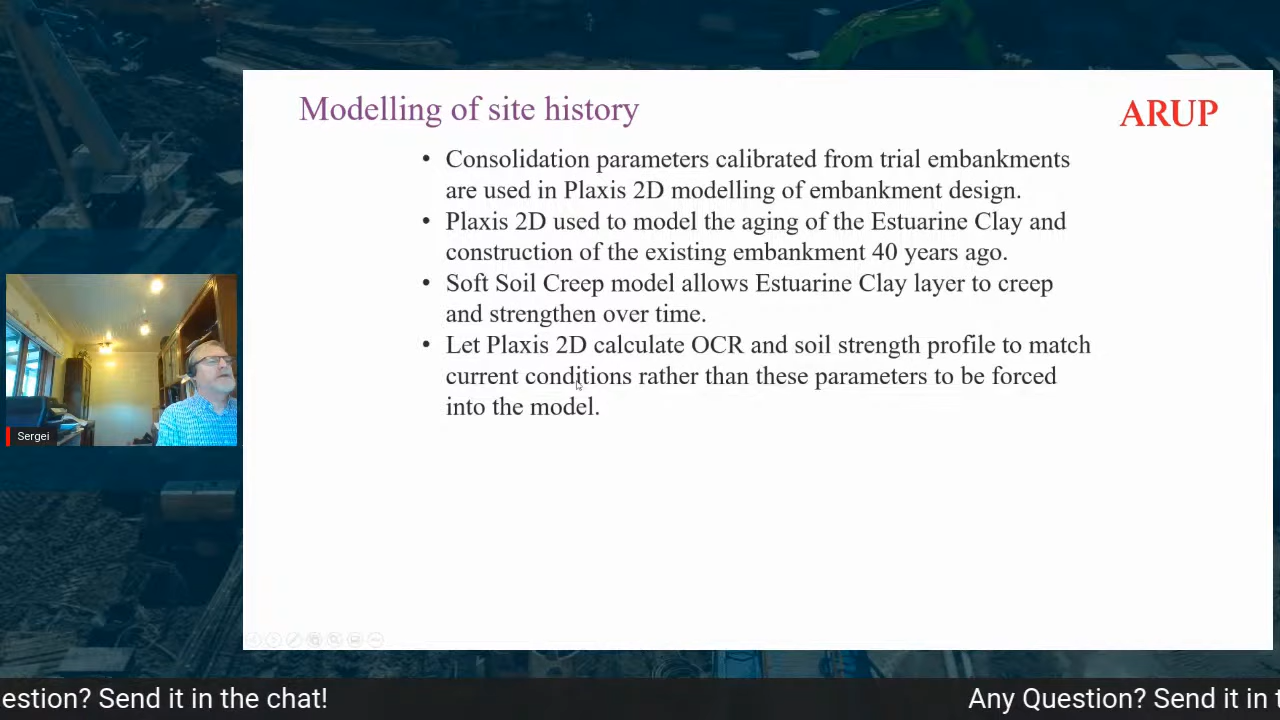 Modelling of site history
ARUP
• Consolidation parameters calibrated from trial embankments
are used in Plaxis 2D modelling of embankment design.
• Plaxis 2D used to model the aging of the Estuarine Clay and
construction of the existing embankment 40 years ago.
• Soft Soil Creep model allows Estuarine Clay layer to creep
and strengthen over time.
• Let Plaxis 2D calculate OCR and soil strength profile to match
current conditions rather than these parameters to be forced
into the model.
Sergei
estion? Send it in the chat!
Any Question? Send it in t